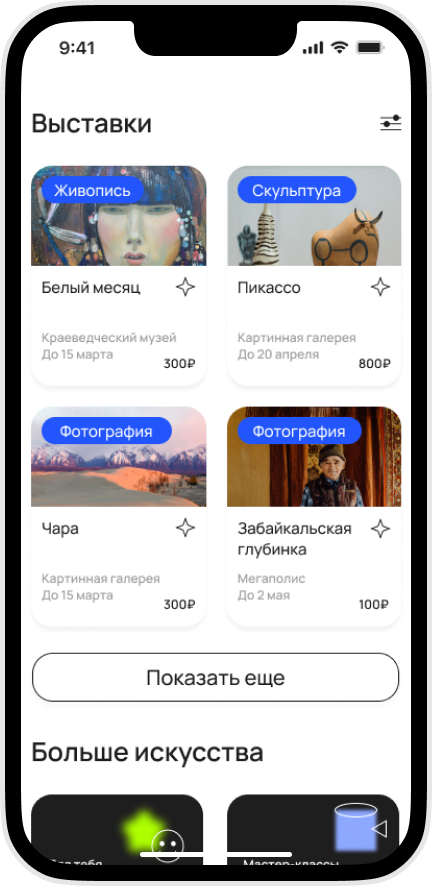 9:41
Выставки
Живопись
Скульптура
Белый месяц
Пикассо
Краеведческий музей
До 15 марта
300₽
Картинная галерея
До 20 апреля
800₽
Фотография
Фотография
Чара
Забайкальская
глубинка
Картинная галерея
До 15 марта
300₽
Мегаполис
До 2 мая
100₽
Показать еще
Больше искусства
тебя
Мастер-классы